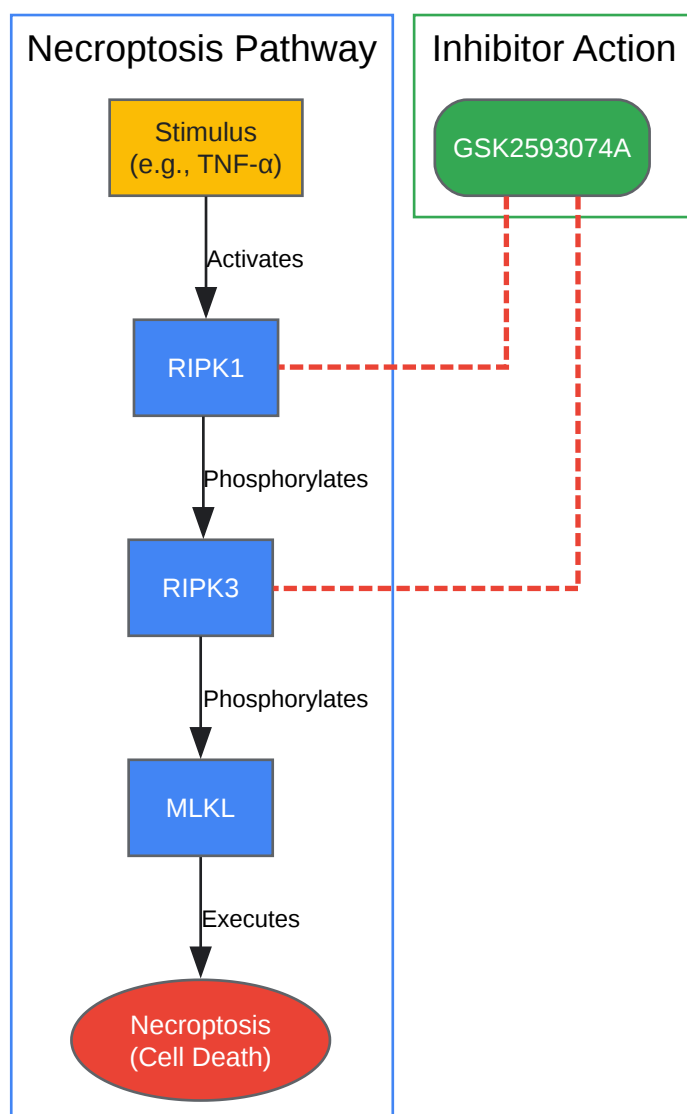 Necroptosis Pathway
Stimulus
(e.g., TNF-α)
Activates
RIPK1
Phosphorylates
RIPK3
Phosphorylates
MLKL
Executes
Necroptosis
(Cell Death)
Inhibitor Action
GSK2593074A